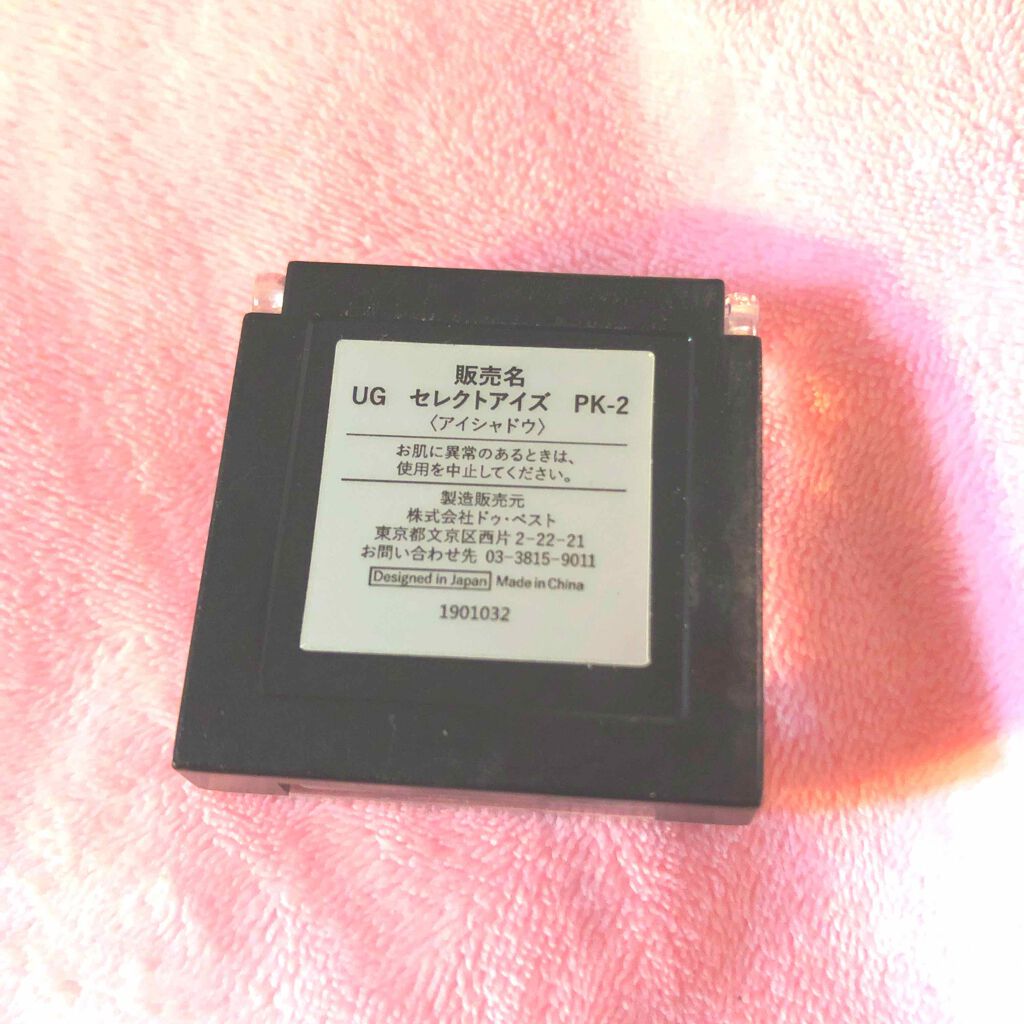 販売名
UG セレクトアイズ PK-2
〈アイシャドウ〉
お肌に異常のあるときは、
使用を中止してください。
製造販売元
株式会社ドゥ・ベスト
東京都文京区西片2-22-21
お問い合わせ先 03-3815-9011
Designed in Japan Made in China
1901032